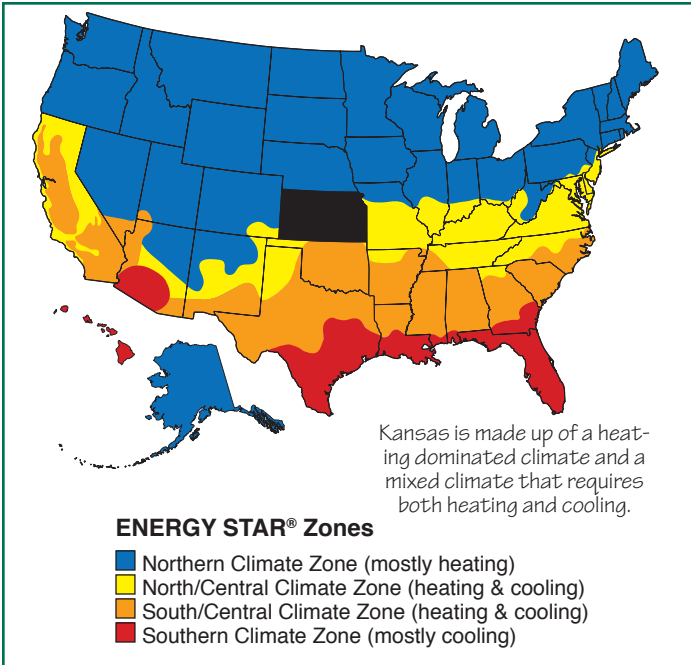 Kansas is made up of a heat-
ing dominated climate and a
mixed climate that requires
both heating and cooling.
ENERGY STAR® Zones
Northern Climate Zone (mostly heating)
North/Central Climate Zone (heating & cooling)
South/Central Climate Zone (heating & cooling)
Southern Climate Zone (mostly cooling)